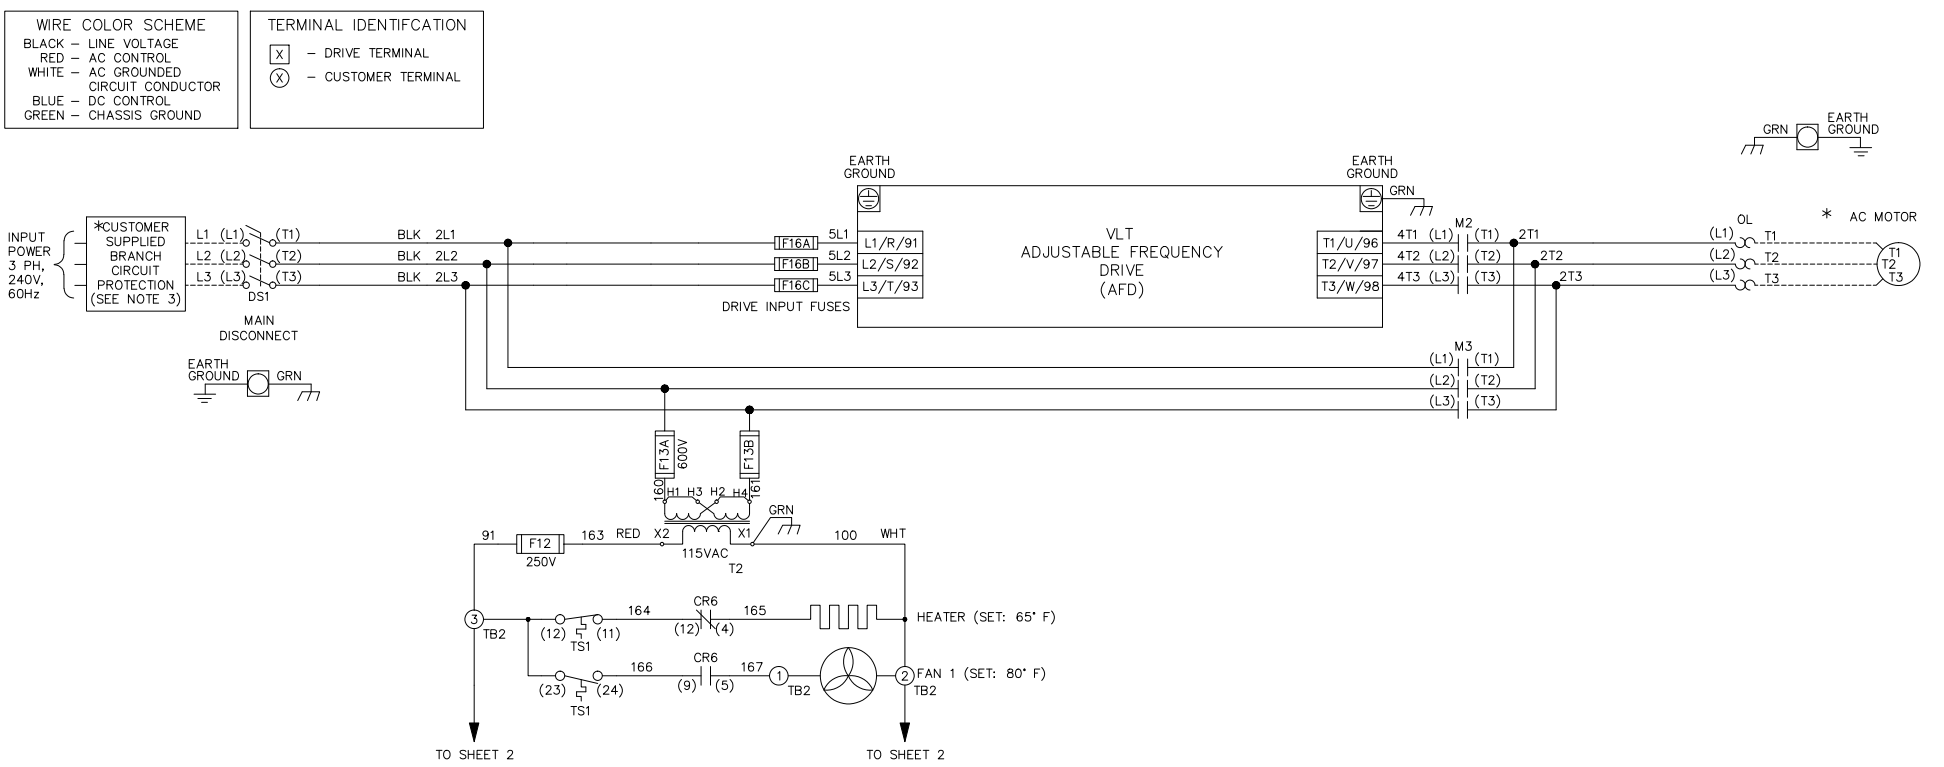 WIRE COLOR SCHEME
BLACK – LINE VOLTAGE
RED – AC CONTROL
WHITE – AC GROUNDED
CIRCUIT CONDUCTOR
BLUE – DC CONTROL
GREEN – CHASSIS GROUND
TERMINAL IDENTIFCATION
X – DRIVE TERMINAL
X – CUSTOMER TERMINAL
GRN
EARTH
GROUND
EARTH
GROUND
EARTH
GROUND
GRN
INPUT
POWER
3 PH,
240V,
60Hz
*CUSTOMER
SUPPLIED
BRANCH
CIRCUIT
PROTECTION
(SEE NOTE 3)
L1 (L1) (T1)
L2 (L2) (T2)
L3 (L3) (T3)
DS1
MAIN
DISCONNECT
BLK 2L1
BLK 2L2
BLK 2L3
F16A 5L1
F16B 5L2
F16C 5L3
DRIVE INPUT FUSES
L1/R/91
L2/S/92
L3/T/93
VLT
ADJUSTABLE FREQUENCY
DRIVE
(AFD)
T1/U/96
T2/V/97
T3/W/98
M2
4T1 (L1) (T1) 2T1
4T2 (L2) (T2) 2T2
4T3 (L3) (T3) 2T3
OL
(L1) T1
(L2) T2
(L3) T3
* AC MOTOR
T1
T2
T3
M3
(L1) (T1)
(L2) (T2)
(L3) (T3)
EARTH
GROUND
GRN
F13A
600V
F13B
160
161
H1 H3 H2 H4
GRN
91
F12
250V
163 RED X2
X1
100 WHT
115VAC
T2
3
TB2
(12) (11)
TS1
164
CR6
(12) (4)
165
HEATER (SET: 65° F)
(23) (24)
TS1
166
CR6
(9) (5)
167
1
TB2
2
TB2
FAN 1 (SET: 80° F)
TO SHEET 2
TO SHEET 2